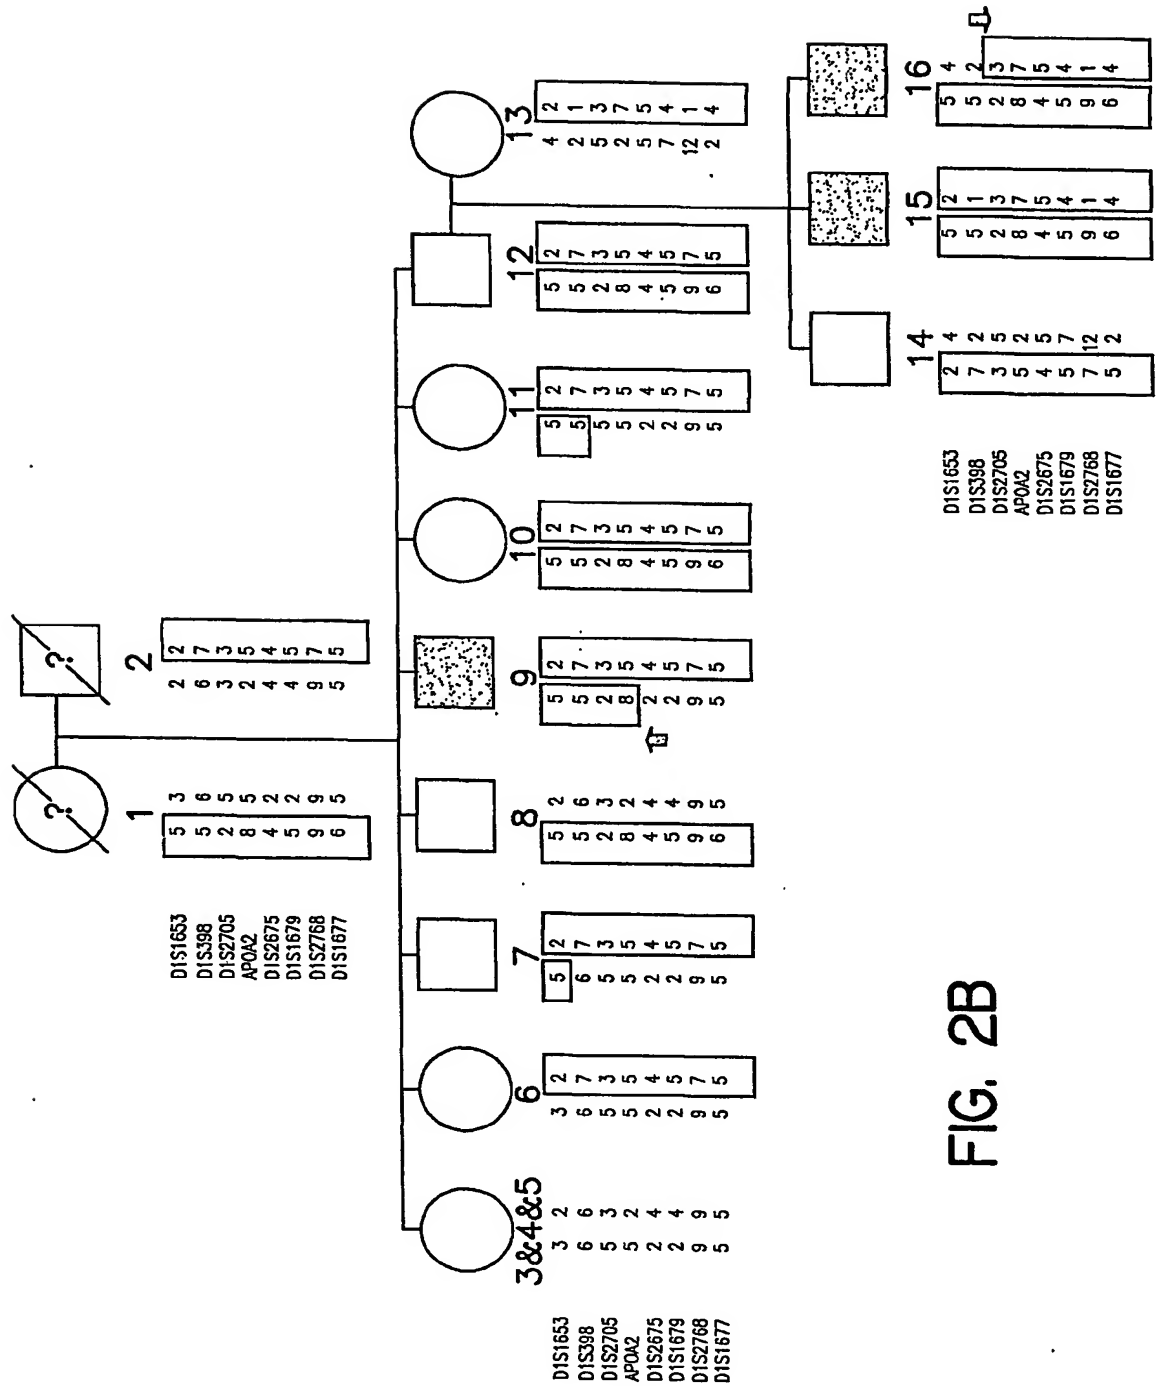 ? ?
1 2
D1S1653 5 3 2 2
D1S398 5 6 6 7
D1S2705 2 5 3 3
APOA2 8 5 2 5
D1S2675 4 2 4 4
D1S1679 5 2 4 5
D1S2768 9 9 9 7
D1S1677 6 5 5 5
3&4&5 6 7 8 9 10 11 12 13
D1S1653 3 2 3 2 5 2 5 2 5 2 5 2 5 2 5 2 4 2
D1S398 6 6 6 7 6 7 5 6 5 7 5 7 5 7 5 7 2 1
D1S2705 5 3 5 3 5 3 2 3 2 3 2 3 5 3 2 3 5 3
APOA2 5 2 5 5 5 5 8 2 8 5 8 5 5 5 8 5 2 7
D1S2675 2 4 2 4 2 4 4 4 2 4 4 4 2 4 4 4 5 5
D1S1679 2 4 2 5 2 5 5 4 2 5 5 5 2 5 5 5 7 4
D1S2768 9 9 9 7 9 7 9 9 9 7 9 7 9 7 9 7 12 1
D1S1677 5 5 5 5 5 5 6 5 5 5 6 5 5 5 6 5 2 4
14 15 16
D1S1653 2 4 5 2 5 4
D1S398 7 2 5 1 5 2
D1S2705 3 5 2 3 2 3
APOA2 5 2 8 7 8 7
D1S2675 4 5 4 5 4 5
D1S1679 5 7 5 4 5 4
D1S2768 7 12 9 1 9 1
D1S1677 5 2 6 4 6 4
FIG. 2B